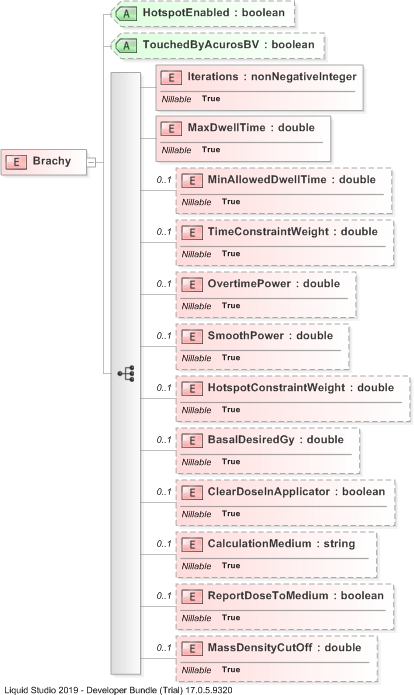 A HotspotEnabled : boolean
A TouchedByAcurosBV : boolean
E Iterations : nonNegativeInteger
Nillable True
E MaxDwellTime : double
Nillable True
E Brachy
0..1 E MinAllowedDwellTime : double
Nillable True
0..1 E TimeConstraintWeight : double
Nillable True
0..1 E OvertimePower : double
Nillable True
0..1 E SmoothPower : double
Nillable True
0..1 E HotspotConstraintWeight : double
Nillable True
0..1 E BasalDesiredGy : double
Nillable True
0..1 E ClearDoseInApplicator : boolean
Nillable True
0..1 E CalculationMedium : string
Nillable True
0..1 E ReportDoseToMedium : boolean
Nillable True
0..1 E MassDensityCutOff : double
Nillable True
Liquid Studio 2019 - Developer Bundle (Trial) 17.0.5.9320